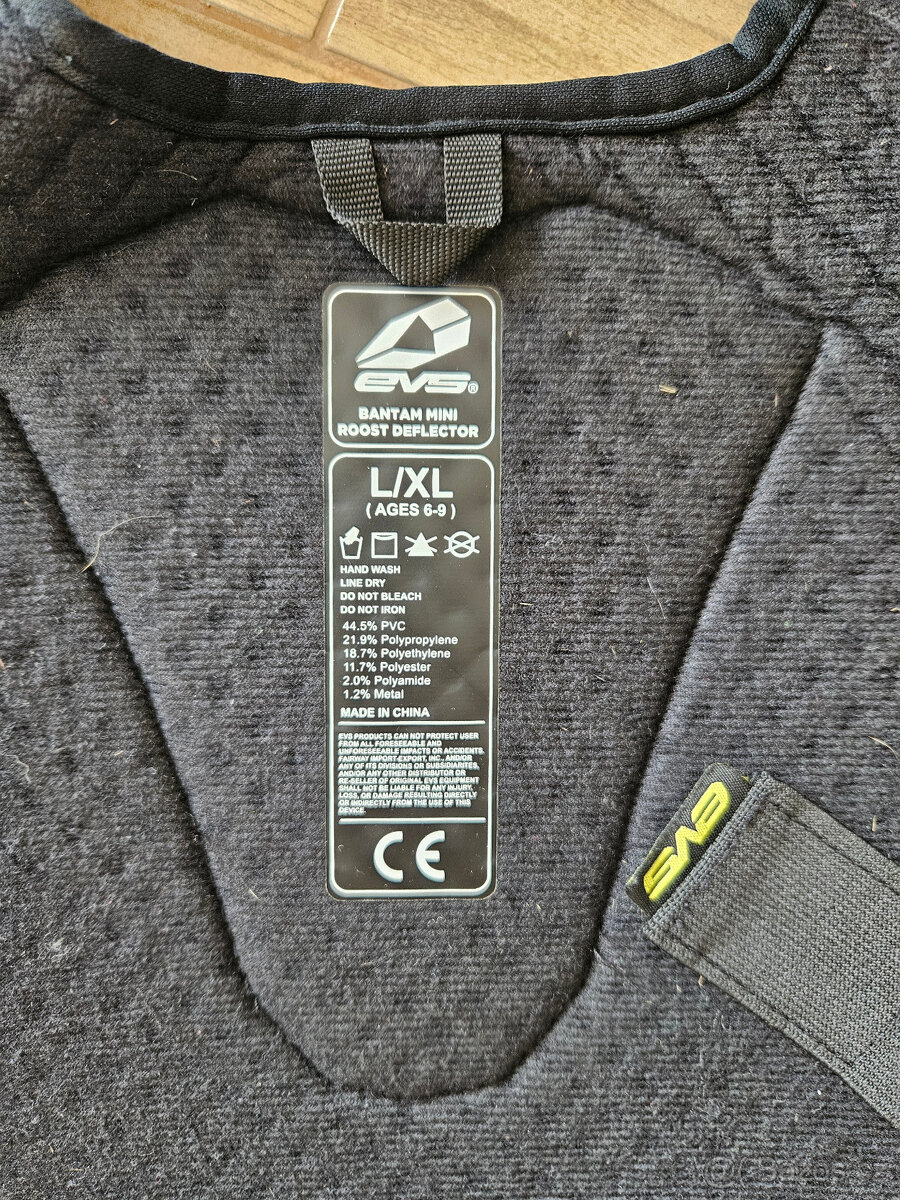 EVS®
BANTAM MINI
ROOST DEFLECTOR
L/XL
( AGES 6-9 )
HAND WASH
LINE DRY
DO NOT BLEACH
DO NOT IRON
44.5% PVC
21.9% Polypropylene
18.7% Polyethylene
11.7% Polyester
2.0% Polyamide
1.2% Metal
MADE IN CHINA
EVS PRODUCTS CAN NOT PROTECT USER
FROM ALL FORESEEABLE AND
UNFORESEEABLE IMPACTS OR ACCIDENTS.
FAIRWAY IMPORT-EXPORT, INC., AND/OR
ANY OF ITS DIVISIONS OR SUBSIDIARITES,
AND/OR ANY OTHER DISTRIBUTOR OR
RE-SELLER OF ORIGINAL EVS EQUIPMENT
SHALL NOT BE LIABLE FOR ANY INJURY,
LOSS, OR DAMAGE RESULTING DIRECTLY
OR INDIRECTLY FROM THE USE OF THIS
DEVICE.
CE
EVS